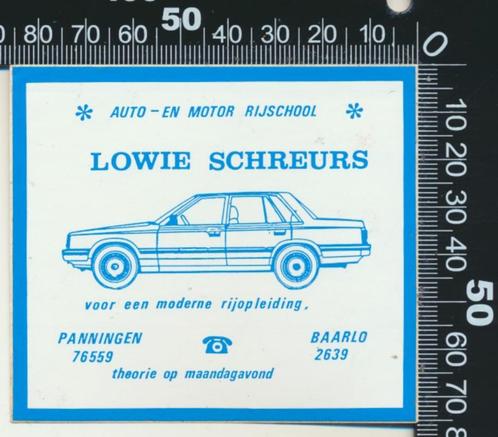 50
80 70 60 40 30 20 10 0
* AUTO-EN MOTOR RIJSCHOOL *
LOWIE SCHREURS
voor een moderne rijopleiding.
PANNINGEN BAARLO
76559 2639
theorie op maandagavond
10
20
30
40
50
60
70
80